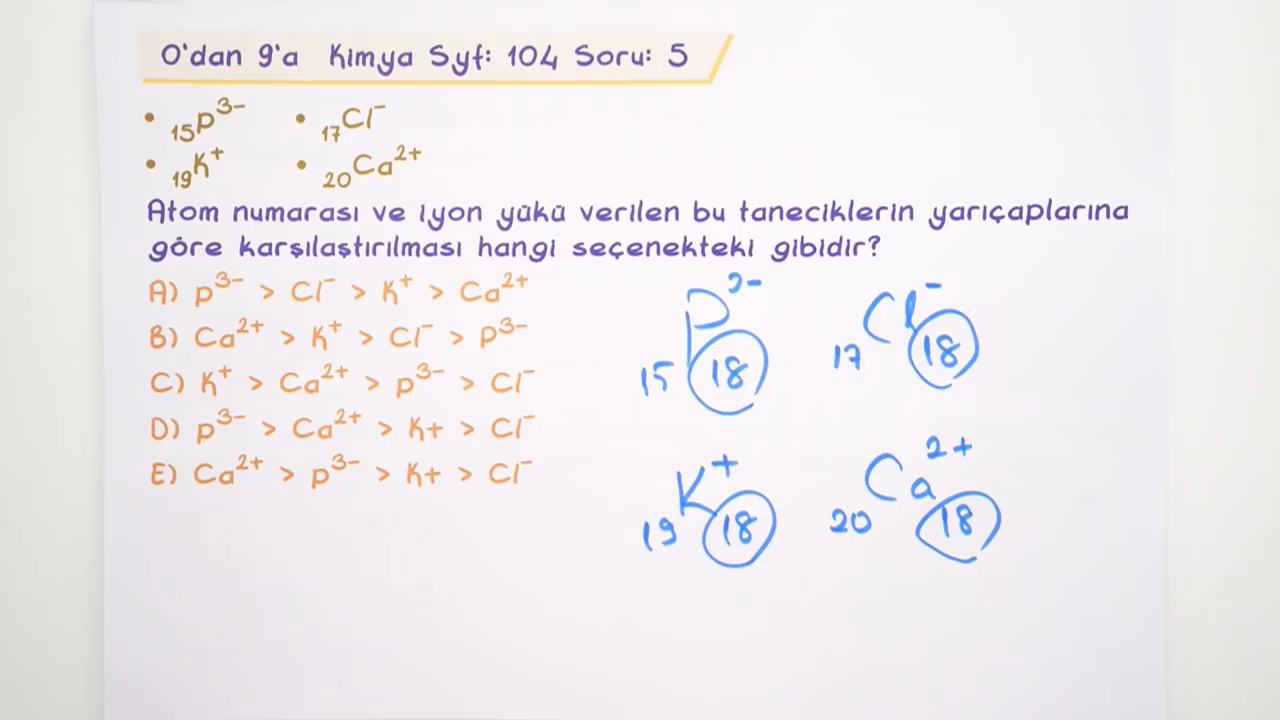 0'dan 9'a Kimya Syf: 104 Soru: 5
• ₁₅P³⁻ • ₁₇Cl⁻
• ₁₉K⁺ • ₂₀Ca²⁺
Atom numarası ve iyon yükü verilen bu taneciklerin yarıçaplarına
göre karşılaştırılması hangi seçenekteki gibidir?
A) P³⁻ > Cl⁻ > K⁺ > Ca²⁺
B) Ca²⁺ > K⁺ > Cl⁻ > P³⁻
C) K⁺ > Ca²⁺ > P³⁻ > Cl⁻
D) P³⁻ > Ca²⁺ > K+ > Cl⁻
E) Ca²⁺ > P³⁻ > K+ > Cl⁻
₁₅P³⁻ 18 ₁₇Cl⁻ 18
₁₉K⁺ 18 ₂₀Ca²⁺ 18